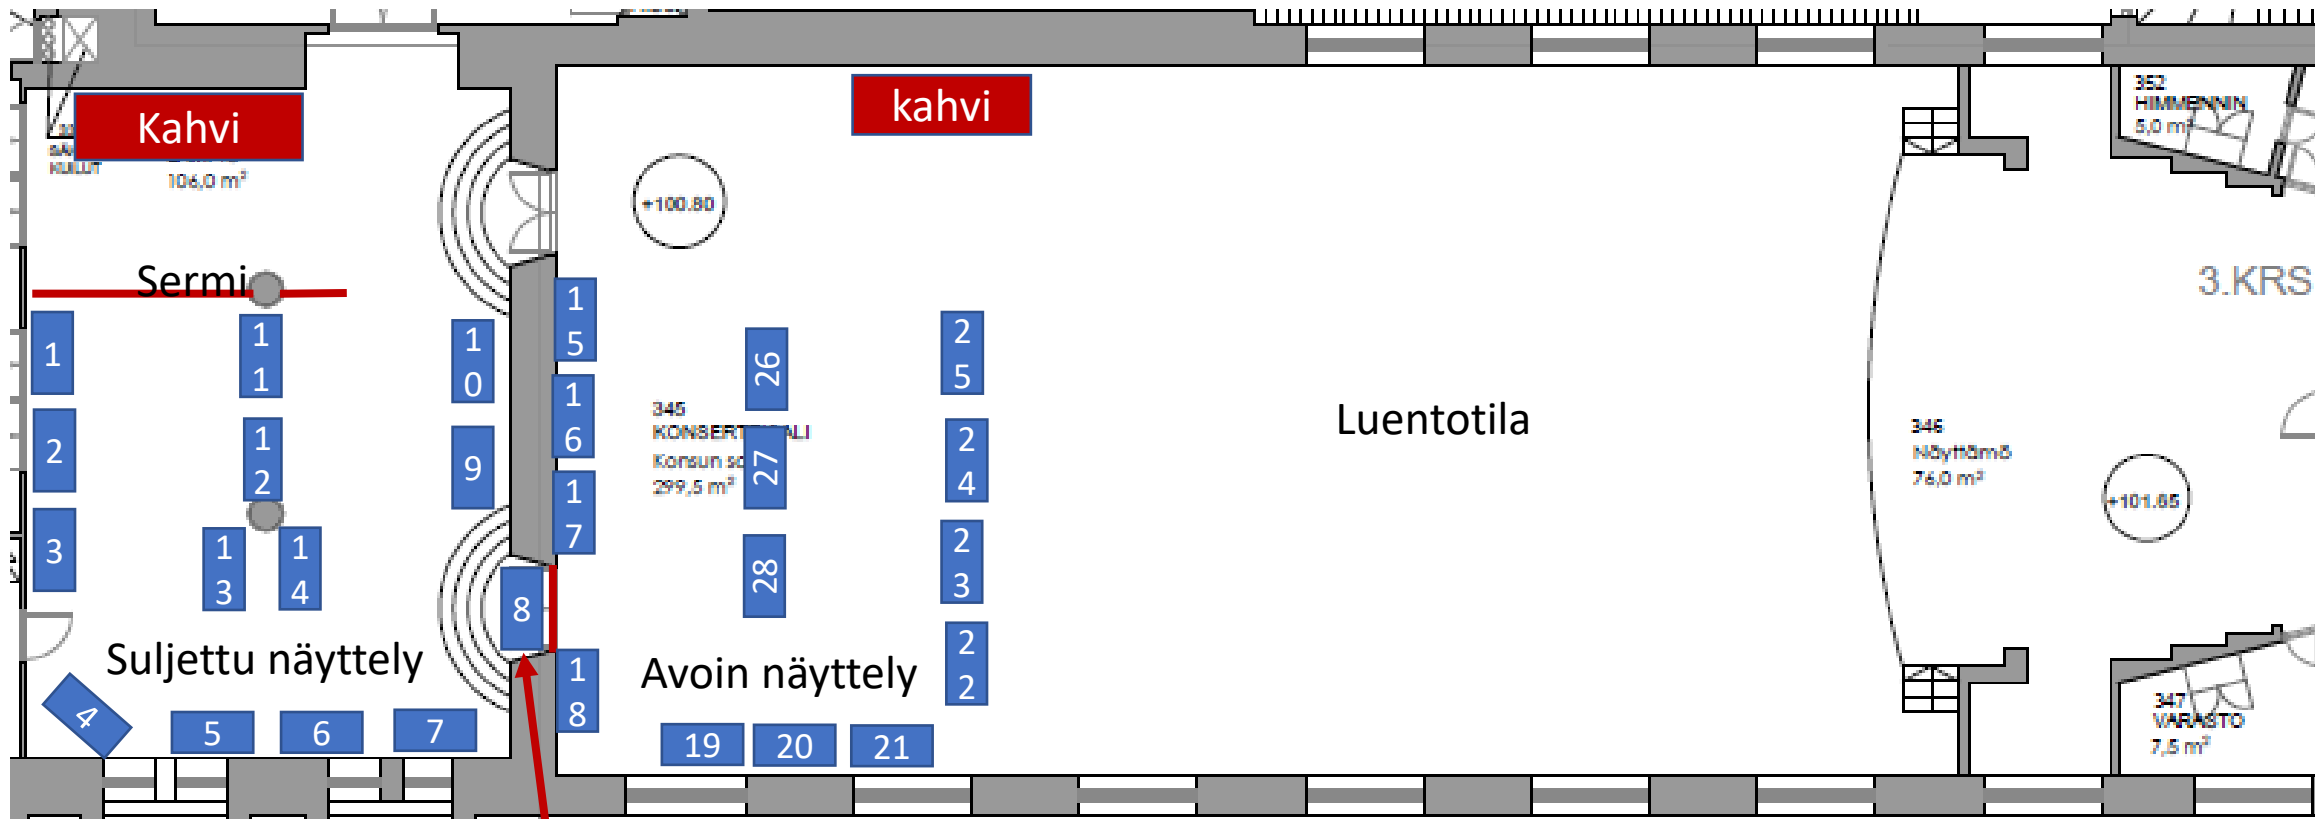 Kahvi
KUILUT
106,0 m²
kahvi
+100.80
352
HIMMENNIN
5,0 m²
3.KRS
Sermi
1
2
3
4
5
6
7
8
9
10
11
12
13
14
Suljettu näyttely
15
16
17
18
19
20
21
22
23
24
25
26
27
28
345
Konsun
299,5 m²
Avoin näyttely
Luentotila
346
Näyttämö
76,0 m²
+101.65
347
VARASTO
7,5 m²